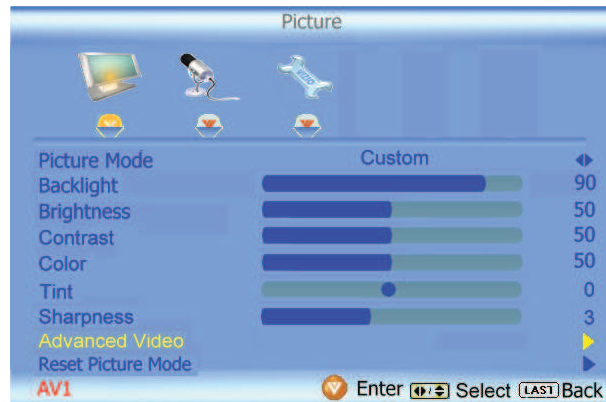 Picture
VIZIO
Picture Mode Custom
Backlight 90
Brightness 50
Contrast 50
Color 50
Tint 0
Sharpness 3
Advanced Video
Reset Picture Mode
AV1 Enter Select LAST Back